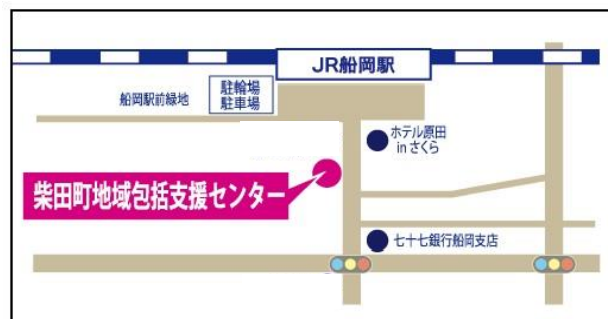 JR船岡駅
駐輪場
駐車場
船岡駅前緑地
ホテル原田
in さくら
柴田町地域包括支援センター
七十七銀行船岡支店